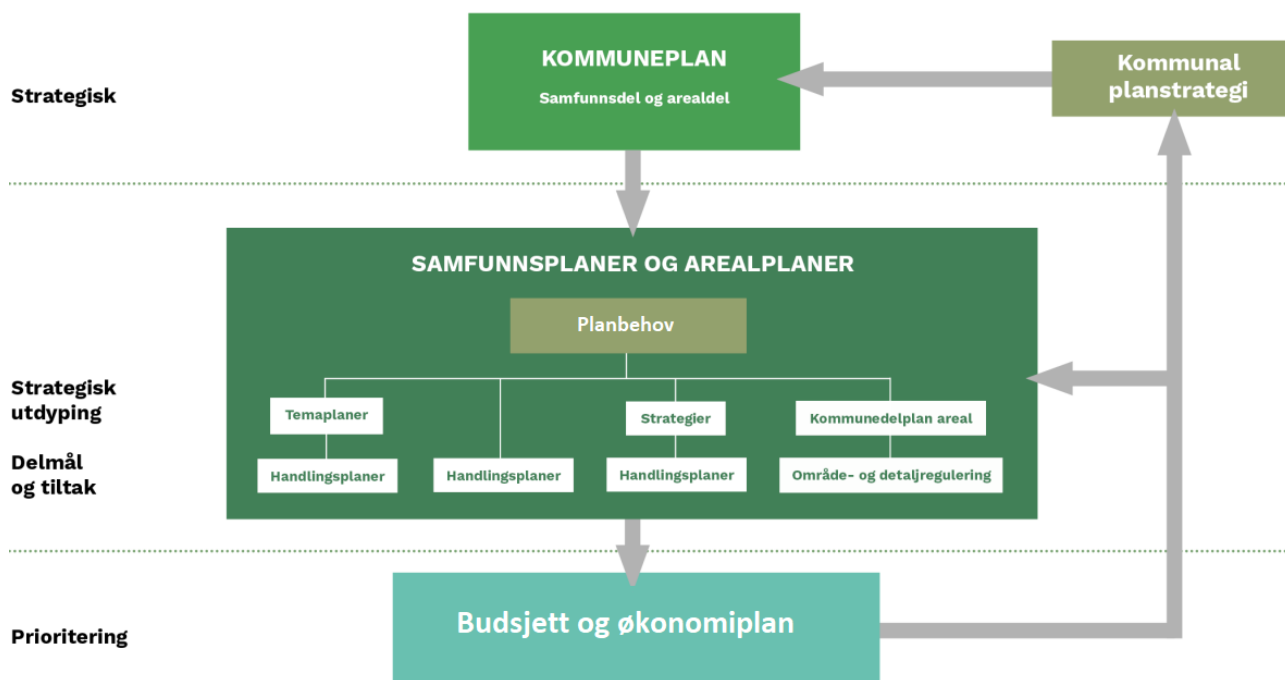 KOMMUNEPLAN
Samfunnsdel og arealdel
Kommunal
planstrategi
Strategisk
SAMFUNNSPLANER OG AREALPLANER
Planbehov
Strategisk
utdyping
Temaplaner
Strategier
Kommunedelplan areal
Delmål
og tiltak
Handlingsplaner
Handlingsplaner
Handlingsplaner
Område- og detaljregulering
Prioritering
Budsjett og økonomiplan